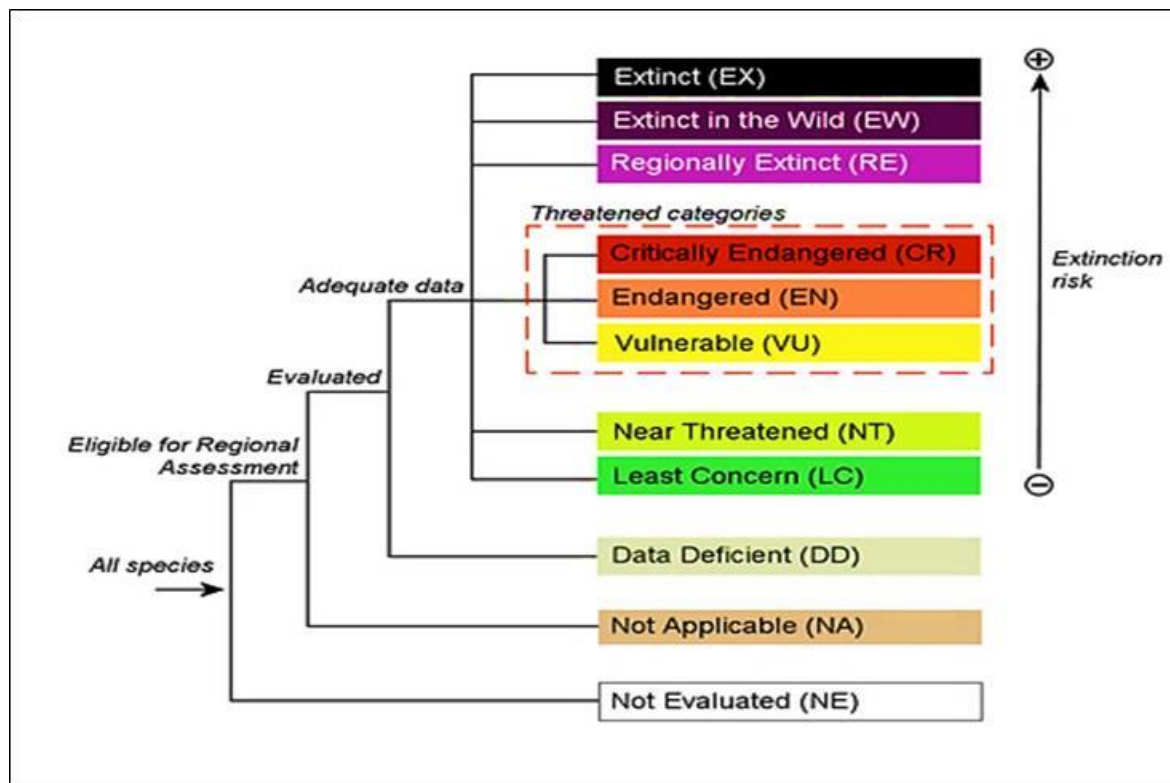 Extinct (EX)
Extinct in the Wild (EW)
Regionally Extinct (RE)
Threatened categories
Critically Endangered (CR)
Endangered (EN)
Vulnerable (VU)
Adequate data
Extinction
risk
Evaluated
Near Threatened (NT)
Eligible for Regional
Assessment
Least Concern (LC)
All species
Data Deficient (DD)
Not Applicable (NA)
Not Evaluated (NE)